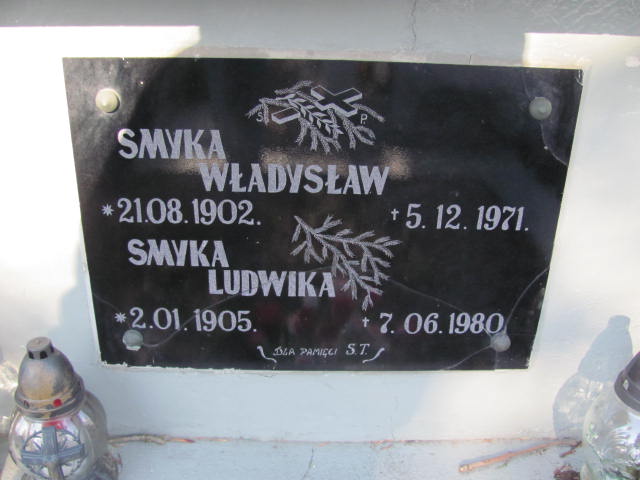 S. P.
SMYKA
WŁADYSŁAW
*21.08.1902. †5.12.1971.
SMYKA
LUDWIKA
*2.01.1905. †7.06.1980
DLA PAMIĘCI S.T.